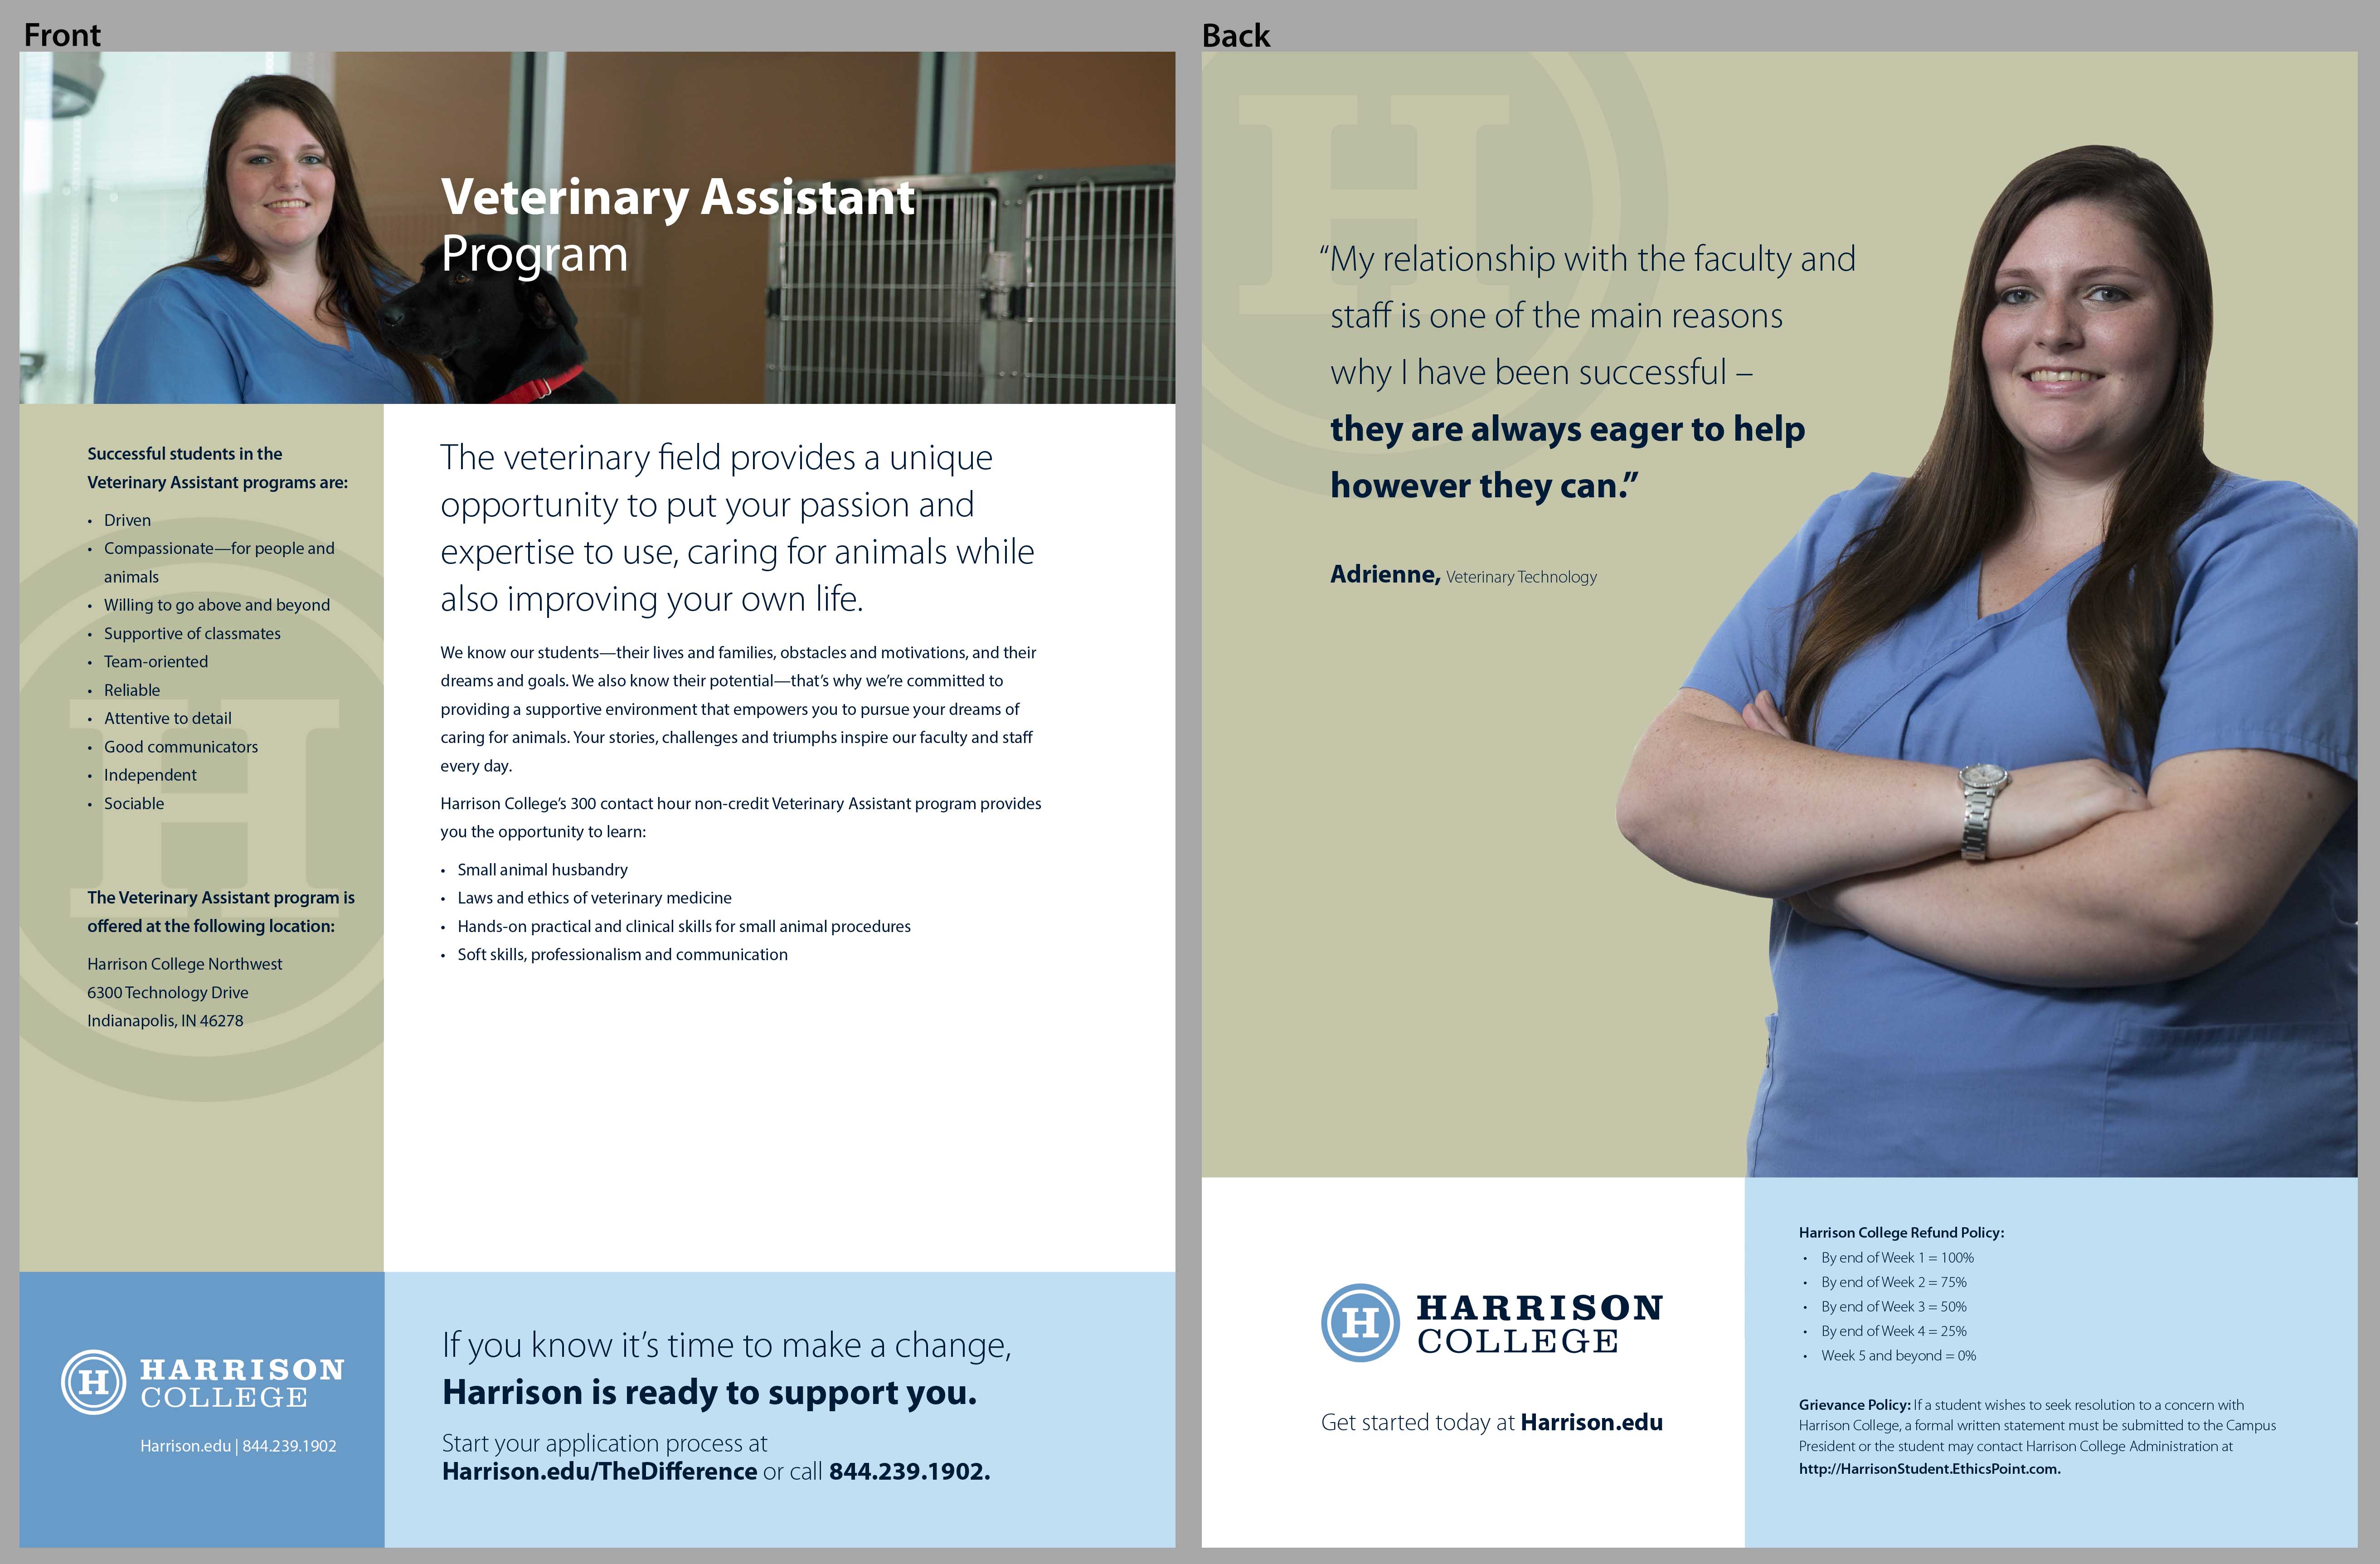 Front
Veterinary Assistant
Program
Successful students in the
Veterinary Assistant programs are:
• Driven
• Compassionate—for people and
animals
• Willing to go above and beyond
• Supportive of classmates
• Team-oriented
• Reliable
• Attentive to detail
• Good communicators
• Independent
• Sociable
The Veterinary Assistant program is
offered at the following location:
Harrison College Northwest
6300 Technology Drive
Indianapolis, IN 46278
The veterinary field provides a unique
opportunity to put your passion and
expertise to use, caring for animals while
also improving your own life.
We know our students—their lives and families, obstacles and motivations, and their
dreams and goals. We also know their potential—that’s why we’re committed to
providing a supportive environment that empowers you to pursue your dreams of
caring for animals. Your stories, challenges and triumphs inspire our faculty and staff
every day.
Harrison College’s 300 contact hour non-credit Veterinary Assistant program provides
you the opportunity to learn:
• Small animal husbandry
• Laws and ethics of veterinary medicine
• Hands-on practical and clinical skills for small animal procedures
• Soft skills, professionalism and communication
H
H HARRISON
COLLEGE
Harrison.edu | 844.239.1902
If you know it’s time to make a change,
Harrison is ready to support you.
Start your application process at
Harrison.edu/TheDifference or call 844.239.1902.
Back
H
“My relationship with the faculty and
staff is one of the main reasons
why I have been successful –
they are always eager to help
however they can.”
Adrienne, Veterinary Technology
H HARRISON
COLLEGE
Get started today at Harrison.edu
Harrison College Refund Policy:
• By end of Week 1 = 100%
• By end of Week 2 = 75%
• By end of Week 3 = 50%
• By end of Week 4 = 25%
• Week 5 and beyond = 0%
Grievance Policy: If a student wishes to seek resolution to a concern with
Harrison College, a formal written statement must be submitted to the Campus
President or the student may contact Harrison College Administration at
http://HarrisonStudent.EthicsPoint.com.